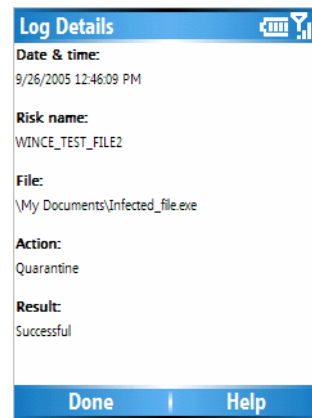 Log Details
Date & time:
9/26/2005 12:46:09 PM
Risk name:
WINCE_TEST_FILE2
File:
\My Documents\Infected_file.exe
Action:
Quarantine
Result:
Successful
Done
Help